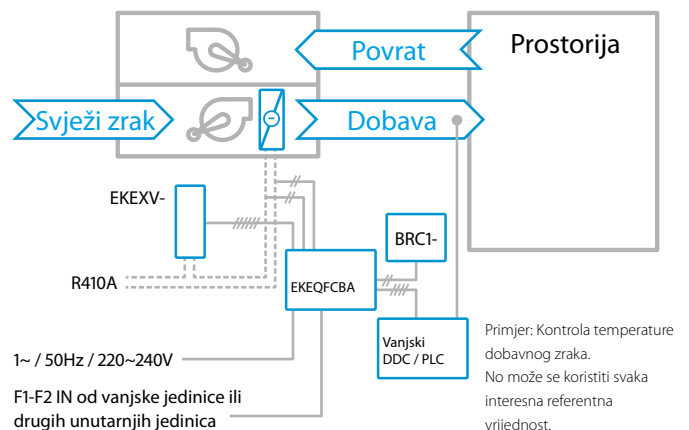 Povrat
Prostorija
Svježi zrak
Dobava
EKEXV-
BRC1-
R410A
EKEQFCBA
Vanjski
DDC / PLC
1~ / 50Hz / 220~240V
F1-F2 IN od vanjske jedinice ili
drugih unutarnjih jedinica
Primjer: Kontrola temperature
dobavnog zraka.
No može se koristiti svaka
interesna referentna
vrijednost.